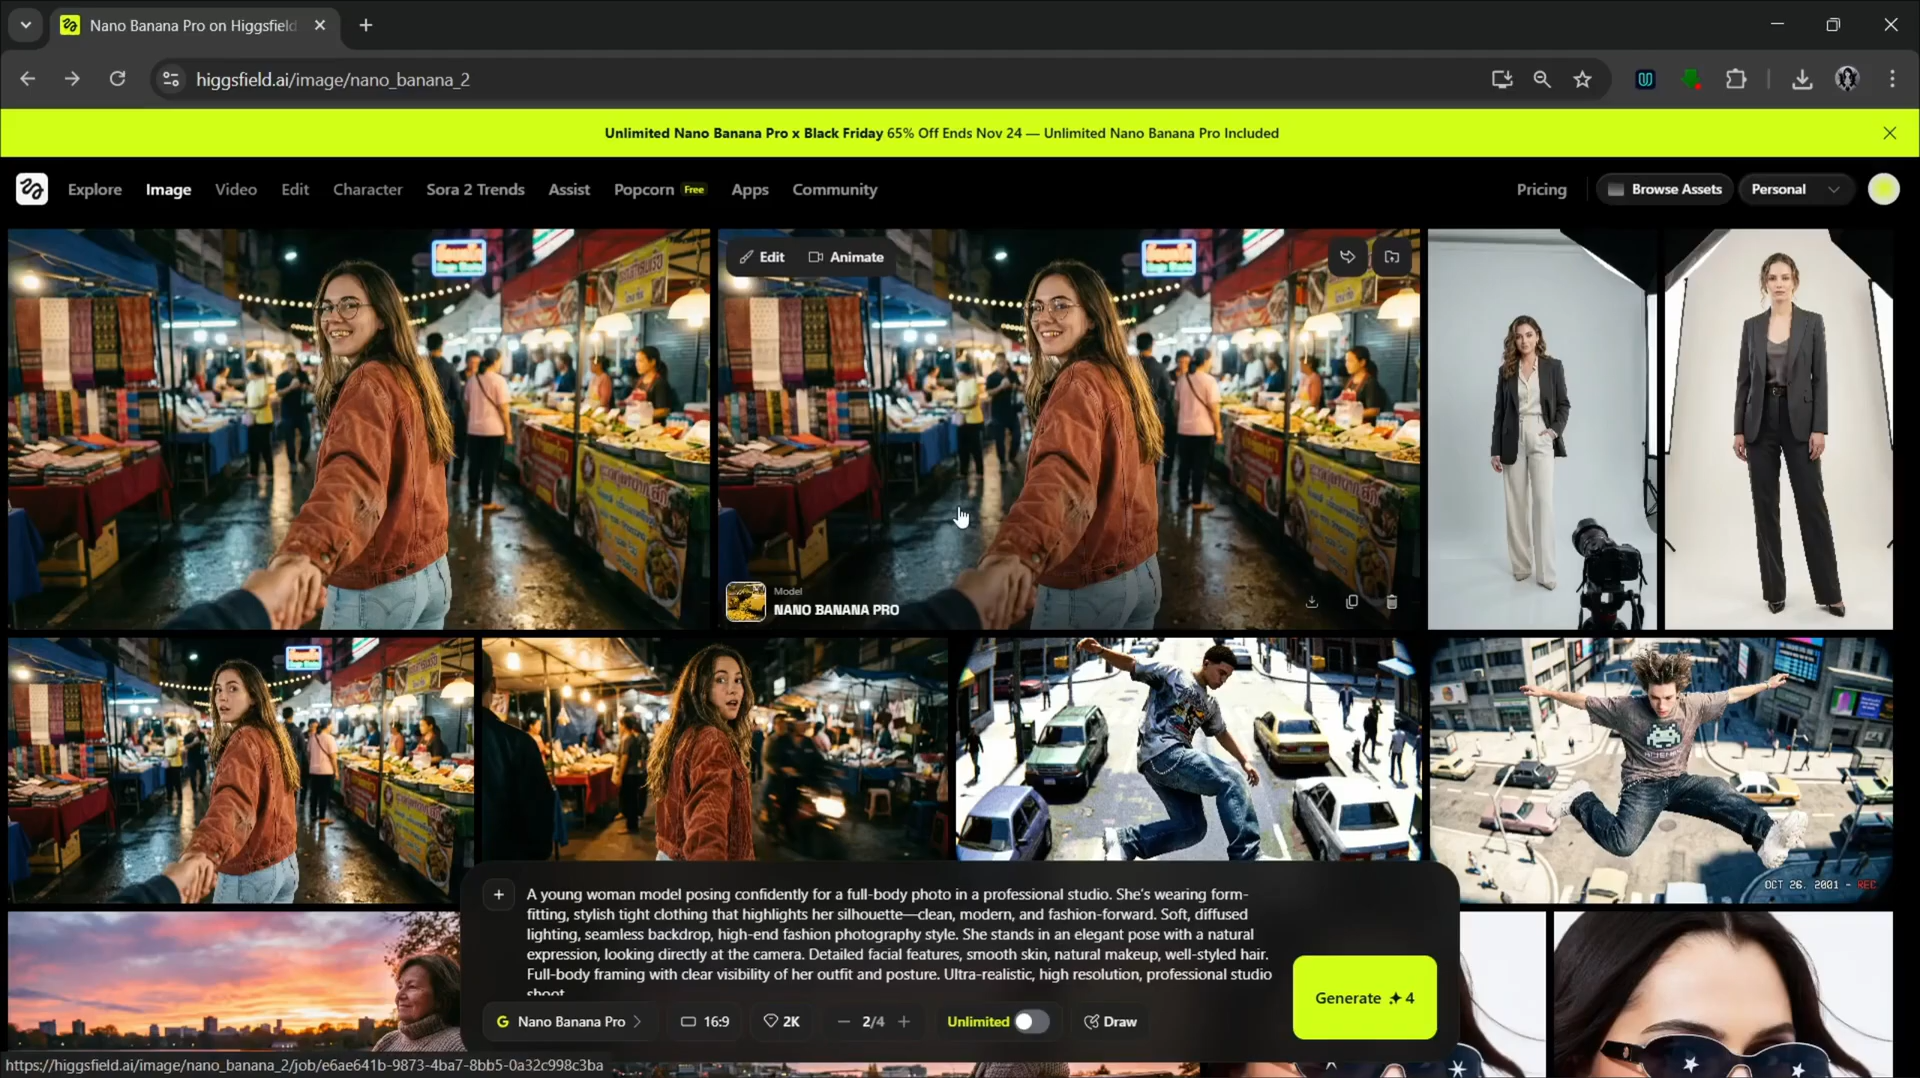 Nano Banana Pro on Higgsfield
higgsfield.ai/image/nano_banana_2
Unlimited Nano Banana Pro x Black Friday 65% Off Ends Nov 24 — Unlimited Nano Banana Pro Included
Explore Image Video Edit Character Sora 2 Trends Assist Popcorn Free Apps Community Pricing Browse Assets Personal
Edit Animate
Model
NANO BANANA PRO
OCT 26. 2001 - REC
A young woman model posing confidently for a full-body photo in a professional studio. She's wearing form-
fitting, stylish tight clothing that highlights her silhouette—clean, modern, and fashion-forward. Soft, diffused
lighting, seamless backdrop, high-end fashion photography style. She stands in an elegant pose with a natural
expression, looking directly at the camera. Detailed facial features, smooth skin, natural makeup, well-styled hair.
Full-body framing with clear visibility of her outfit and posture. Ultra-realistic, high resolution, professional studio
shoot
Generate 4
G Nano Banana Pro 16:9 2K 2/4 Unlimited Draw
https://higgsfield.ai/image/nano_banana_2/job/e6ae641b-9873-4ba7-8bb5-0a32c998c3ba